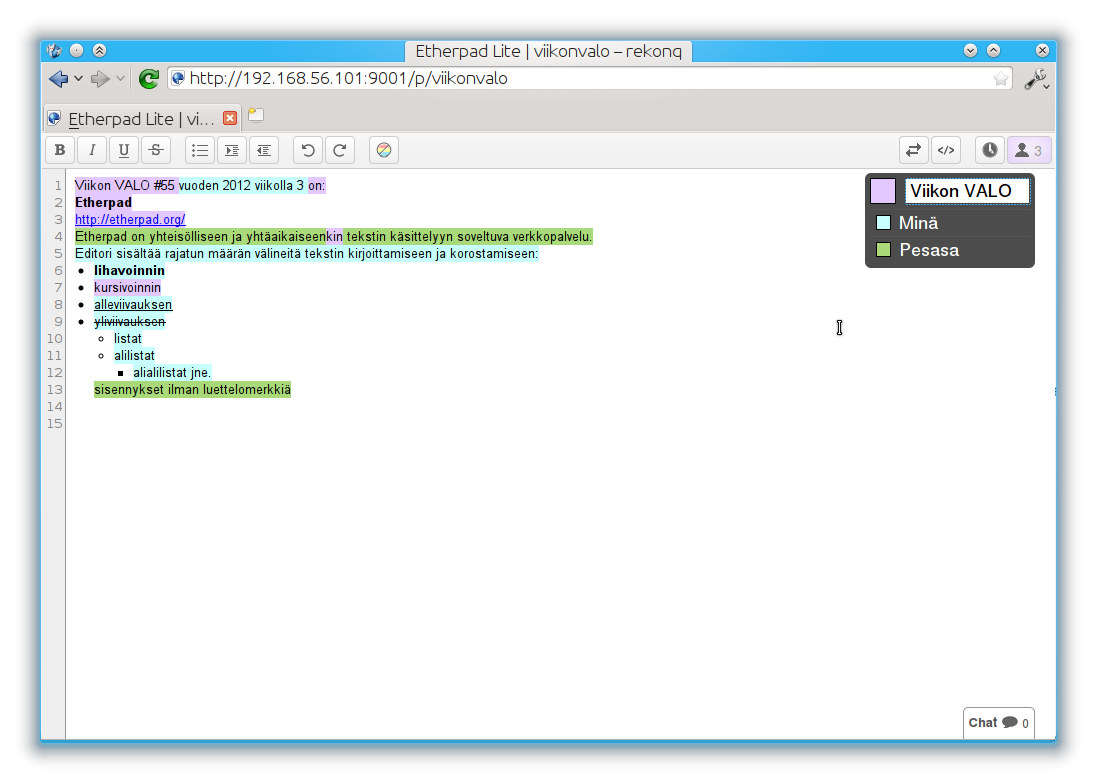 Etherpad Lite | viikonvalo – rekonq
http://192.168.56.101:9001/p/viikonvalo
Etherpad Lite | vi...
B I U S </> 3
1 Viikon VALO #55 vuoden 2012 viikolla 3 on:
2 Etherpad
3 http://etherpad.org/
4 Etherpad on yhteisölliseen ja yhtäaikaiseenkin tekstin käsittelyyn soveltuva verkkopalvelu.
5 Editori sisältää rajatun määrän välineitä tekstin kirjoittamiseen ja korostamiseen:
6 lihavoinnin
7 kursivoinnin
8 alleviivauksen
9 yliviivauksen
10 listat
11 alilistat
12 alialilistat jne.
13 sisennykset ilman luettelomerkkiä
14
15
Viikon VALO
Minä
Pesasa
Chat 0